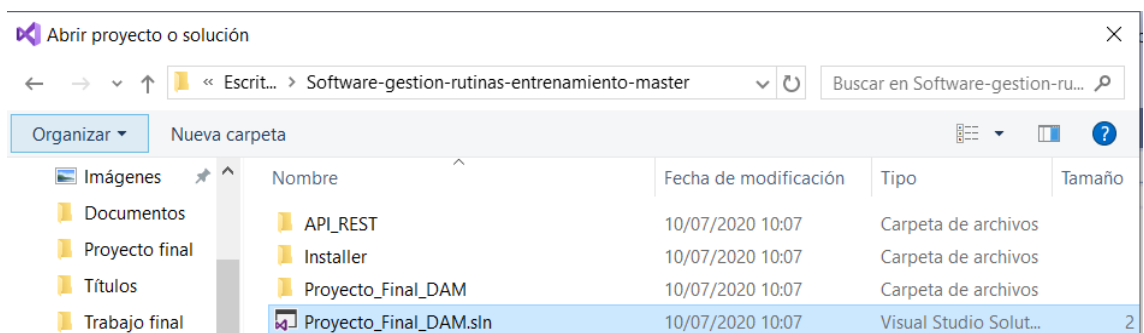 Abrir proyecto o solución
« Escrit... > Software-gestion-rutinas-entrenamiento-master Buscar en Software-gestion-ru...
Organizar Nueva carpeta ?
Imágenes Nombre Fecha de modificación Tipo Tamaño
Documentos API_REST 10/07/2020 10:07 Carpeta de archivos
Proyecto final Installer 10/07/2020 10:07 Carpeta de archivos
Títulos Proyecto_Final_DAM 10/07/2020 10:07 Carpeta de archivos
Trabajo final Proyecto_Final_DAM.sln 10/07/2020 10:07 Visual Studio Solut... 2